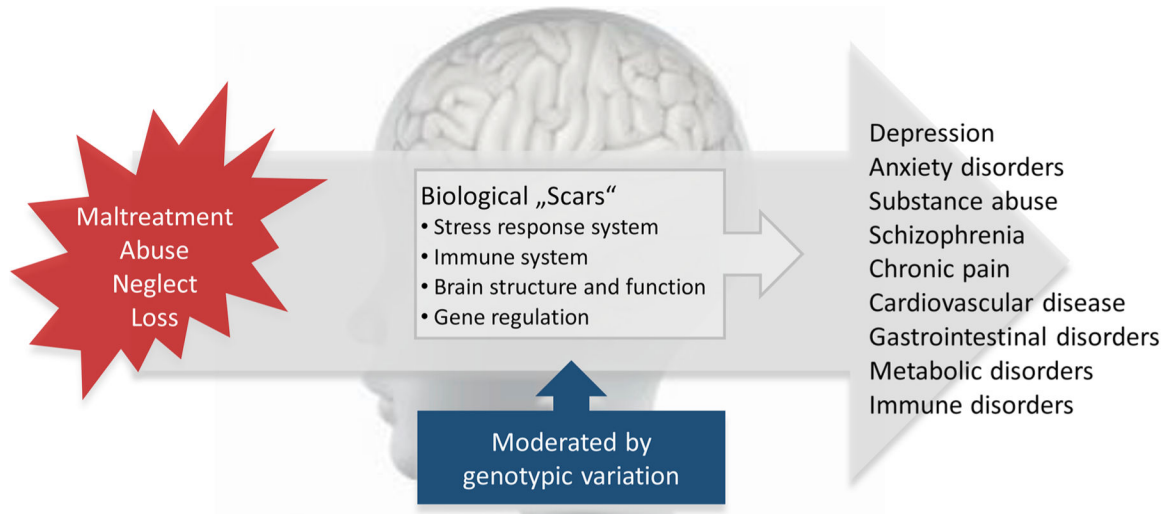 Maltreatment
Abuse
Neglect
Loss
Biological „Scars“
• Stress response system
• Immune system
• Brain structure and function
• Gene regulation
Moderated by
genotypic variation
Depression
Anxiety disorders
Substance abuse
Schizophrenia
Chronic pain
Cardiovascular disease
Gastrointestinal disorders
Metabolic disorders
Immune disorders